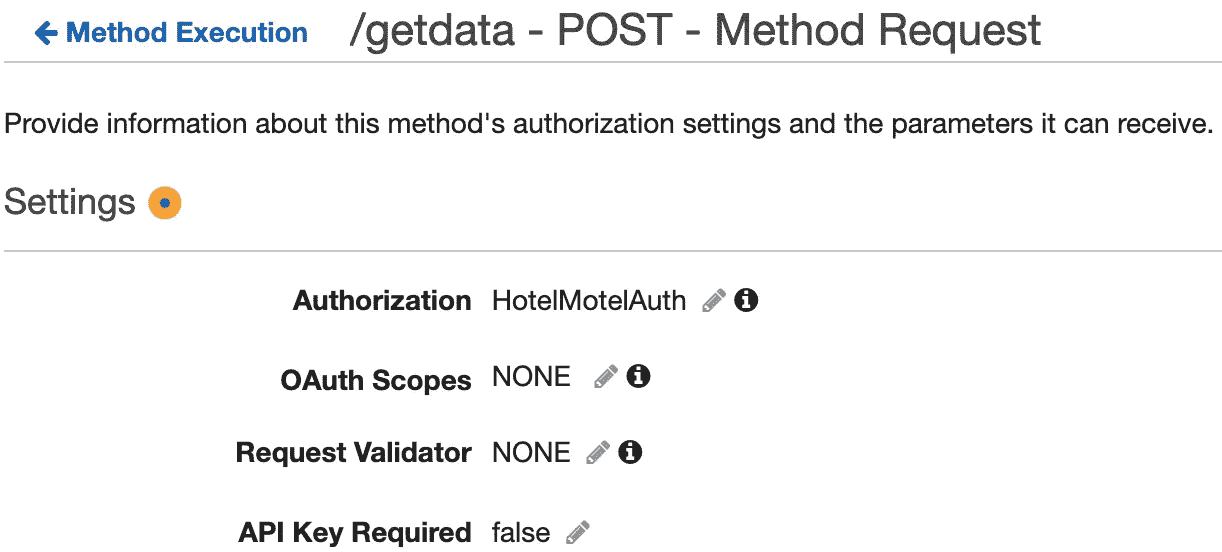 Method Execution /getdata - POST - Method Request
Provide information about this method's authorization settings and the parameters it can receive.
Settings
Authorization HotelMotelAuth
OAuth Scopes NONE
Request Validator NONE
API Key Required false